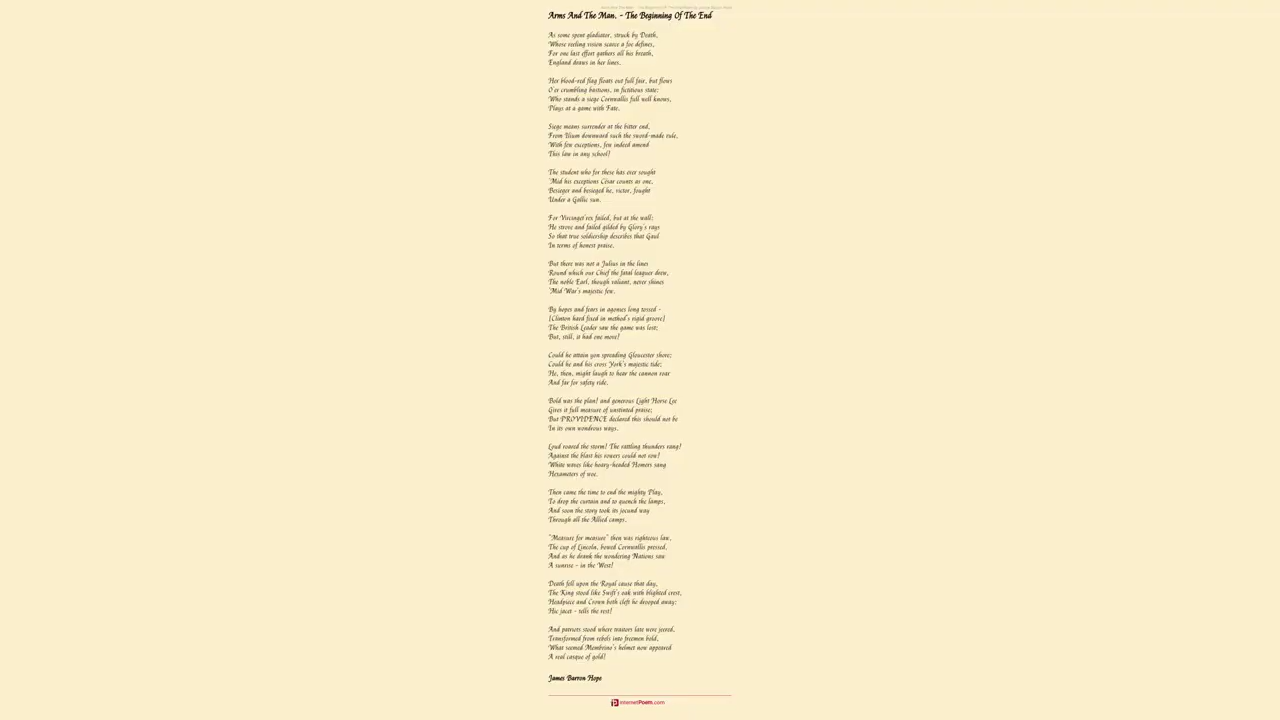 Arms And The Man. - The Beginning Of The End
As some spent gladiator, struck by Death,
Whose reeling vision scarce a foe defines,
For one last effort gathers all his breath,
England draws in her lines.
Her blood-red flag floats out full fair, but flows
O'er crumbling bastions, in fictitious state:
Who stands a siege Cornwallis full well knows,
Plays at a game with Fate.
Siege means surrender at the bitter end,
From Ilium downward such the sword-made rule,
With few exceptions, few indeed amend
This law in any school!
The student who for these has ever sought
'Mid his exceptions Cæsar counts as one,
Besieger and besieged he, victor, fought
Under a Gallic sun.
For Vircinget'rex failed, but at the wall:
He strove and failed gilded by Glory's rays
So that true soldiership describes that Gaul
In terms of honest praise.
But there was not a Julius in the lines
Round which our Chief the fatal leaguer drew,
The noble Earl, though valiant, never shines
'Mid War's majestic few.
By hopes and fears in agonies long tossed -
[Clinton hard fixed in method's rigid groove]
The British Leader saw the game was lost;
But, still, it had one move!
Could he attain yon spreading Gloucester shore;
Could he and his cross York's majestic tide;
He, then, might laugh to hear the cannon roar
And far for safety ride.
Bold was the plan! and generous Light Horse Lee
Gives it full measure of unstinted praise;
But PROVIDENCE declared this should not be
In its own wondrous ways.
Loud roared the storm! The rattling thunders rang!
Against the blast his rowers could not row!
White waves like hoary-headed Homers sang
Hexameters of woe.
Then came the time to end the mighty Play,
To drop the curtain and to quench the lamps,
And soon the story took its jocund way
Through all the Allied camps.
"Measure for measure" then was righteous law,
The cup of Lincoln, bowed Cornwallis pressed,
And as he drank the wondering Nations saw
A sunrise - in the West!
Death fell upon the Royal cause that day,
The King stood like Swift's oak with blighted crest,
Headpiece and Crown both cleft he drooped away:
Hic jacet - tells the rest!
And patriots stood where traitors late were jeered,
Transformed from rebels into freemen bold,
What seemed Membrino's helmet now appeared
A real casque of gold!
James Barron Hope
InternetPoem.com